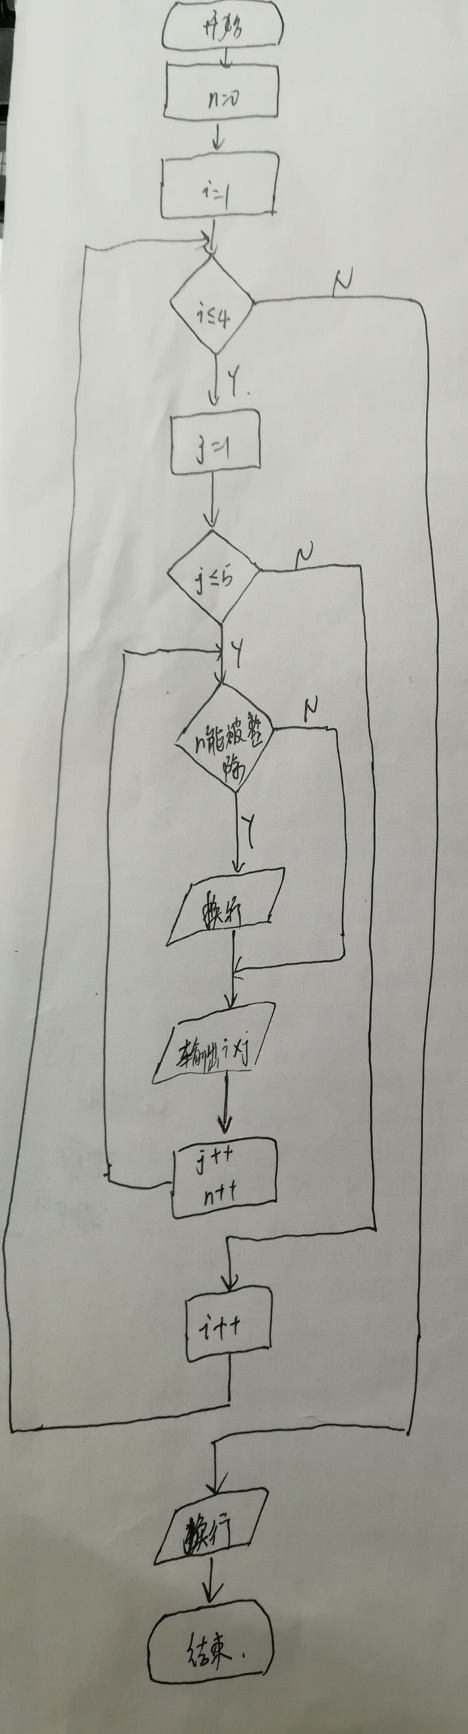 开始
n=0
i=1
i≤4
N
Y.
j=1
j≤5
N
Y
n能被整
除
N
Y
换行
输出i×j
j++
n++
i++
换行
结束.